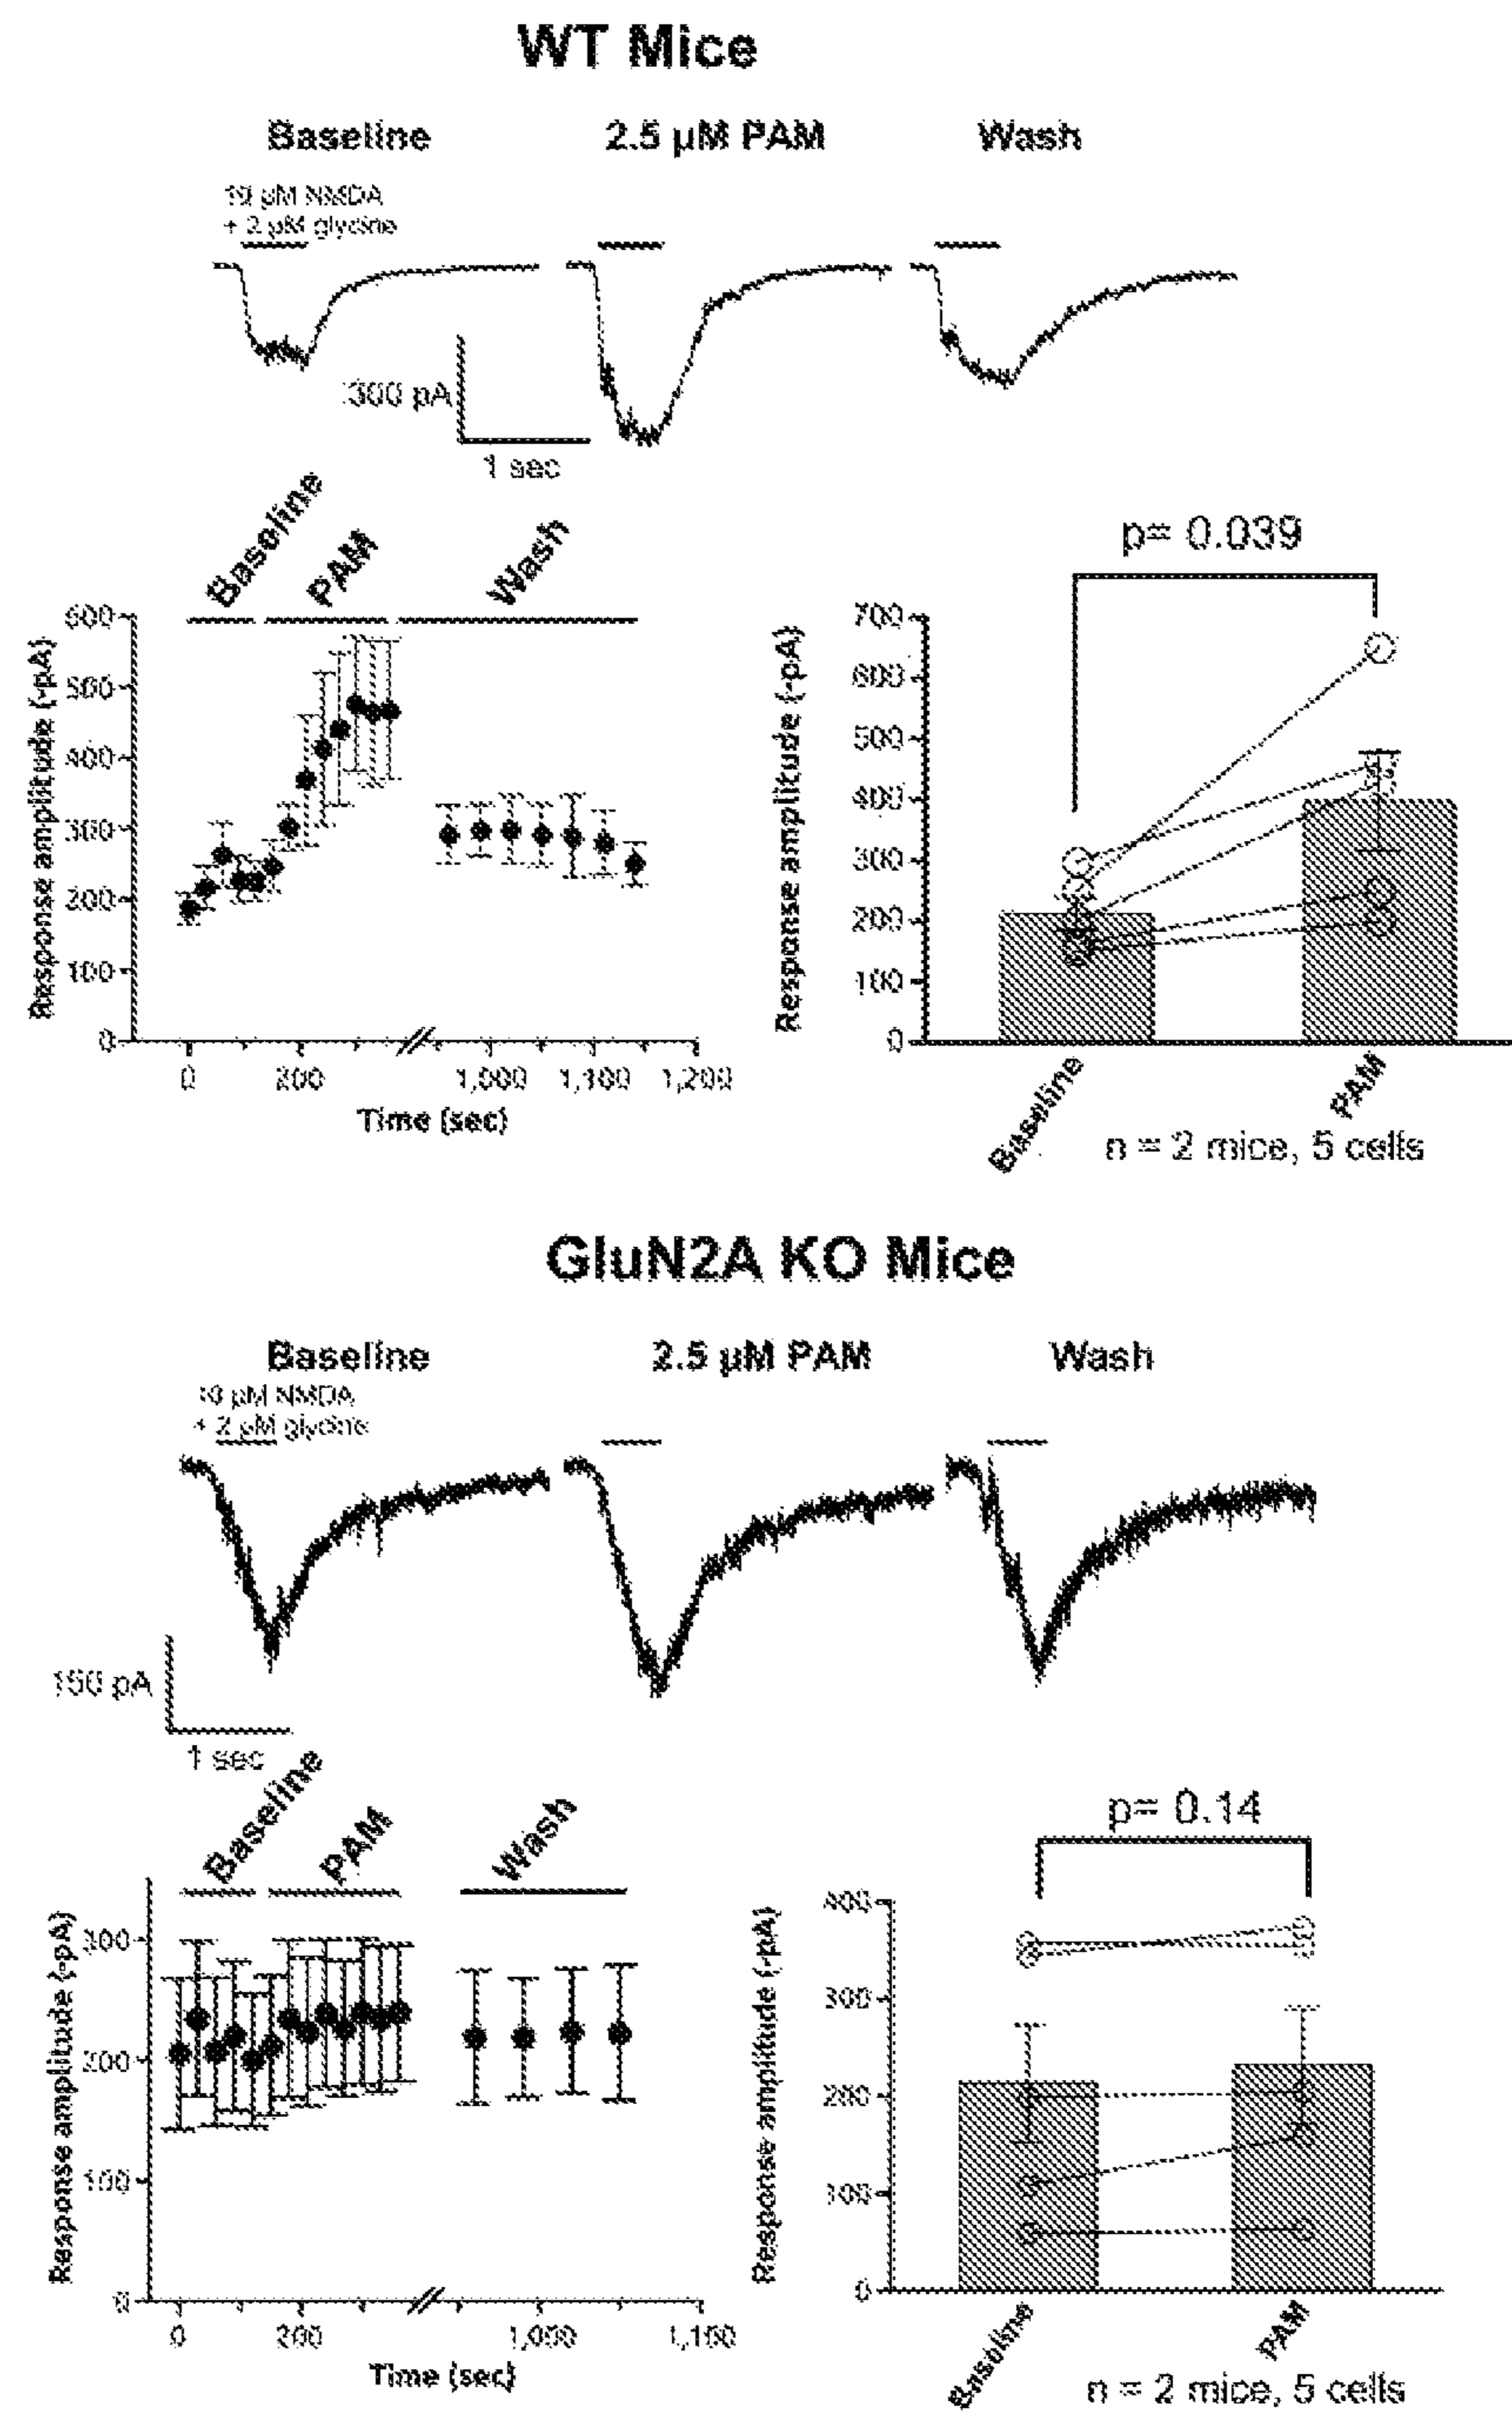 WT Mice
Baseline
2.5 µM PAM
Wash
10 µM NMDA
+ 2 µM glycine
300 pA
1 sec
Baseline
PAM
Wash
Response amplitude (-pA)
600
500
400
300
200
100
0
0
200
1,000
1,100
1,200
Time (sec)
p= 0.039
Response amplitude (-pA)
700
600
500
400
300
200
100
0
Baseline
PAM
n = 2 mice, 5 cells
GluN2A KO Mice
Baseline
2.5 µM PAM
Wash
10 µM NMDA
+ 2 µM glycine
150 pA
1 sec
Baseline
PAM
Wash
Response amplitude (-pA)
300
200
100
0
0
200
1,000
1,100
Time (sec)
p= 0.14
Response amplitude (-pA)
400
300
200
100
0
Baseline
PAM
n = 2 mice, 5 cells